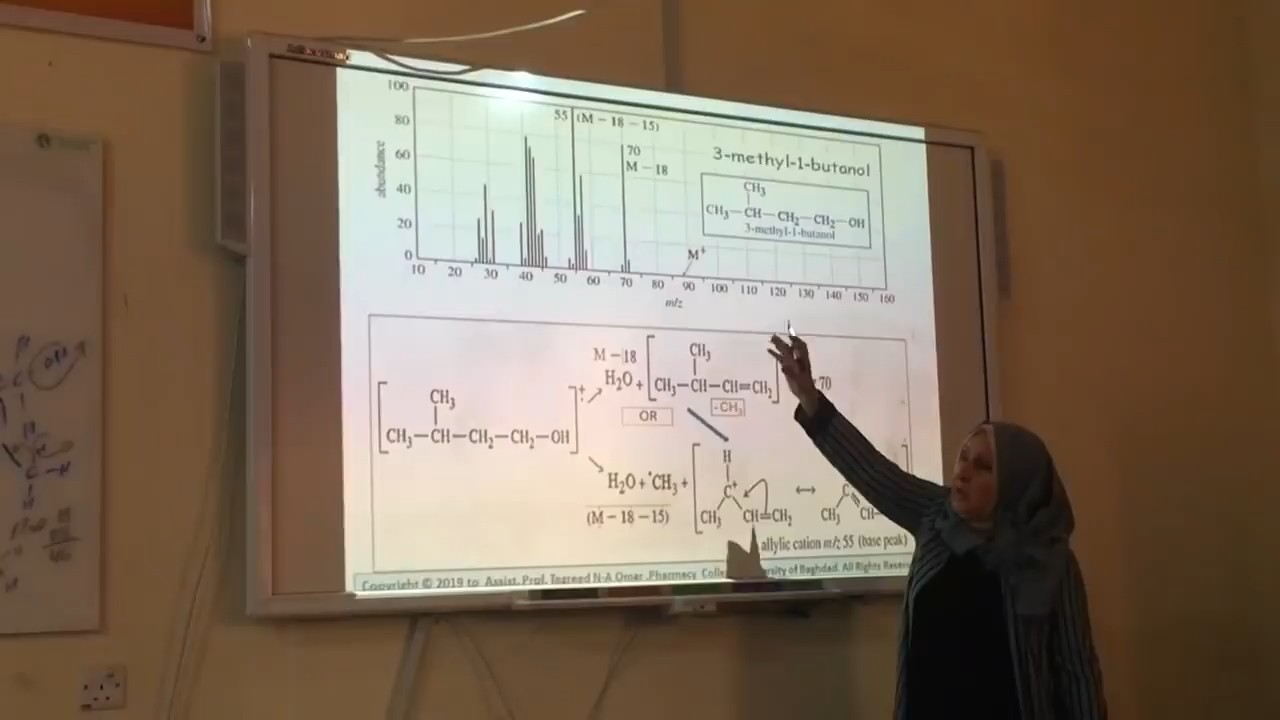 100
80
60
40
20
0
abundance
55
(M – 18 – 15)
70
M – 18
3-methyl-1-butanol
CH₃
CH₃—CH—CH₂—CH₂—OH
3-methyl-1-butanol
M⁺
10 20 30 40 50 60 70 80 90 100 110 120 130 140 150 160
m/z
M – 18
CH₃
H₂O + CH₃—CH—CH=CH₂
70
OR
-CH₃
CH₃
CH₃—CH—CH₂—CH₂—OH
H
H₂O + •CH₃ +
C⁺
CH₃ CH=CH₂
↔
C
CH₃ CH
(M – 18 – 15)
allylic cation m/z 55 (base peak)
Copyright © 2019 to Assist. Prof. Tagreed N-A Omar ,Pharmacy of Baghdad. All Rights